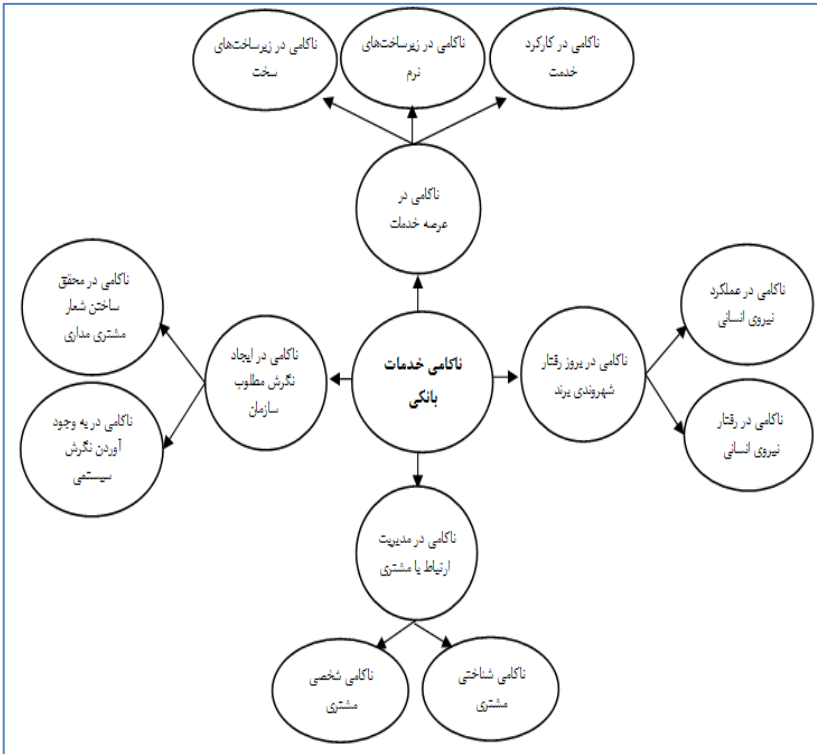 ناکامی در کارکرد
خدمت
ناکامی در زیرساخت‌های
نرم
ناکامی در زیرساخت‌های
سخت
ناکامی در
عرصه خدمات
ناکامی در عملکرد
نیروی انسانی
ناکامی در رفتار
نیروی انسانی
ناکامی در بروز رفتار
شهروندی برند
ناکامی خدمات
بانکی
ناکامی در ایجاد
نگرش مطلوب
سازمان
ناکامی در محقق
ساختن شعار
مشتری مداری
ناکامی در به وجود
آوردن نگرش
سیستمی
ناکامی در مدیریت
ارتباط با مشتری
ناکامی شناختی
مشتری
ناکامی شخصی
مشتری